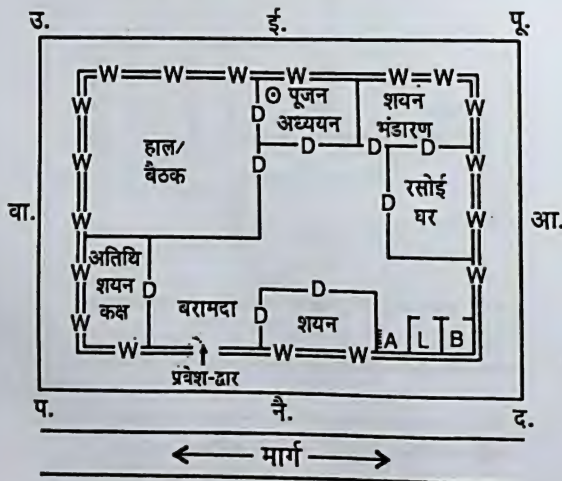 उ. ई. पू.
W W W W W W W
W ⊙ पूजन शयन W
D अध्ययन भंडारण
हाल/ D D D
बैठक D रसोई
W W
W D घर
वा. W आ.
W अतिथि W
शयन D बरामदा D
कक्ष D शयन A L B
W W W W
प्रवेश-द्वार
प. नै. द.
← मार्ग →